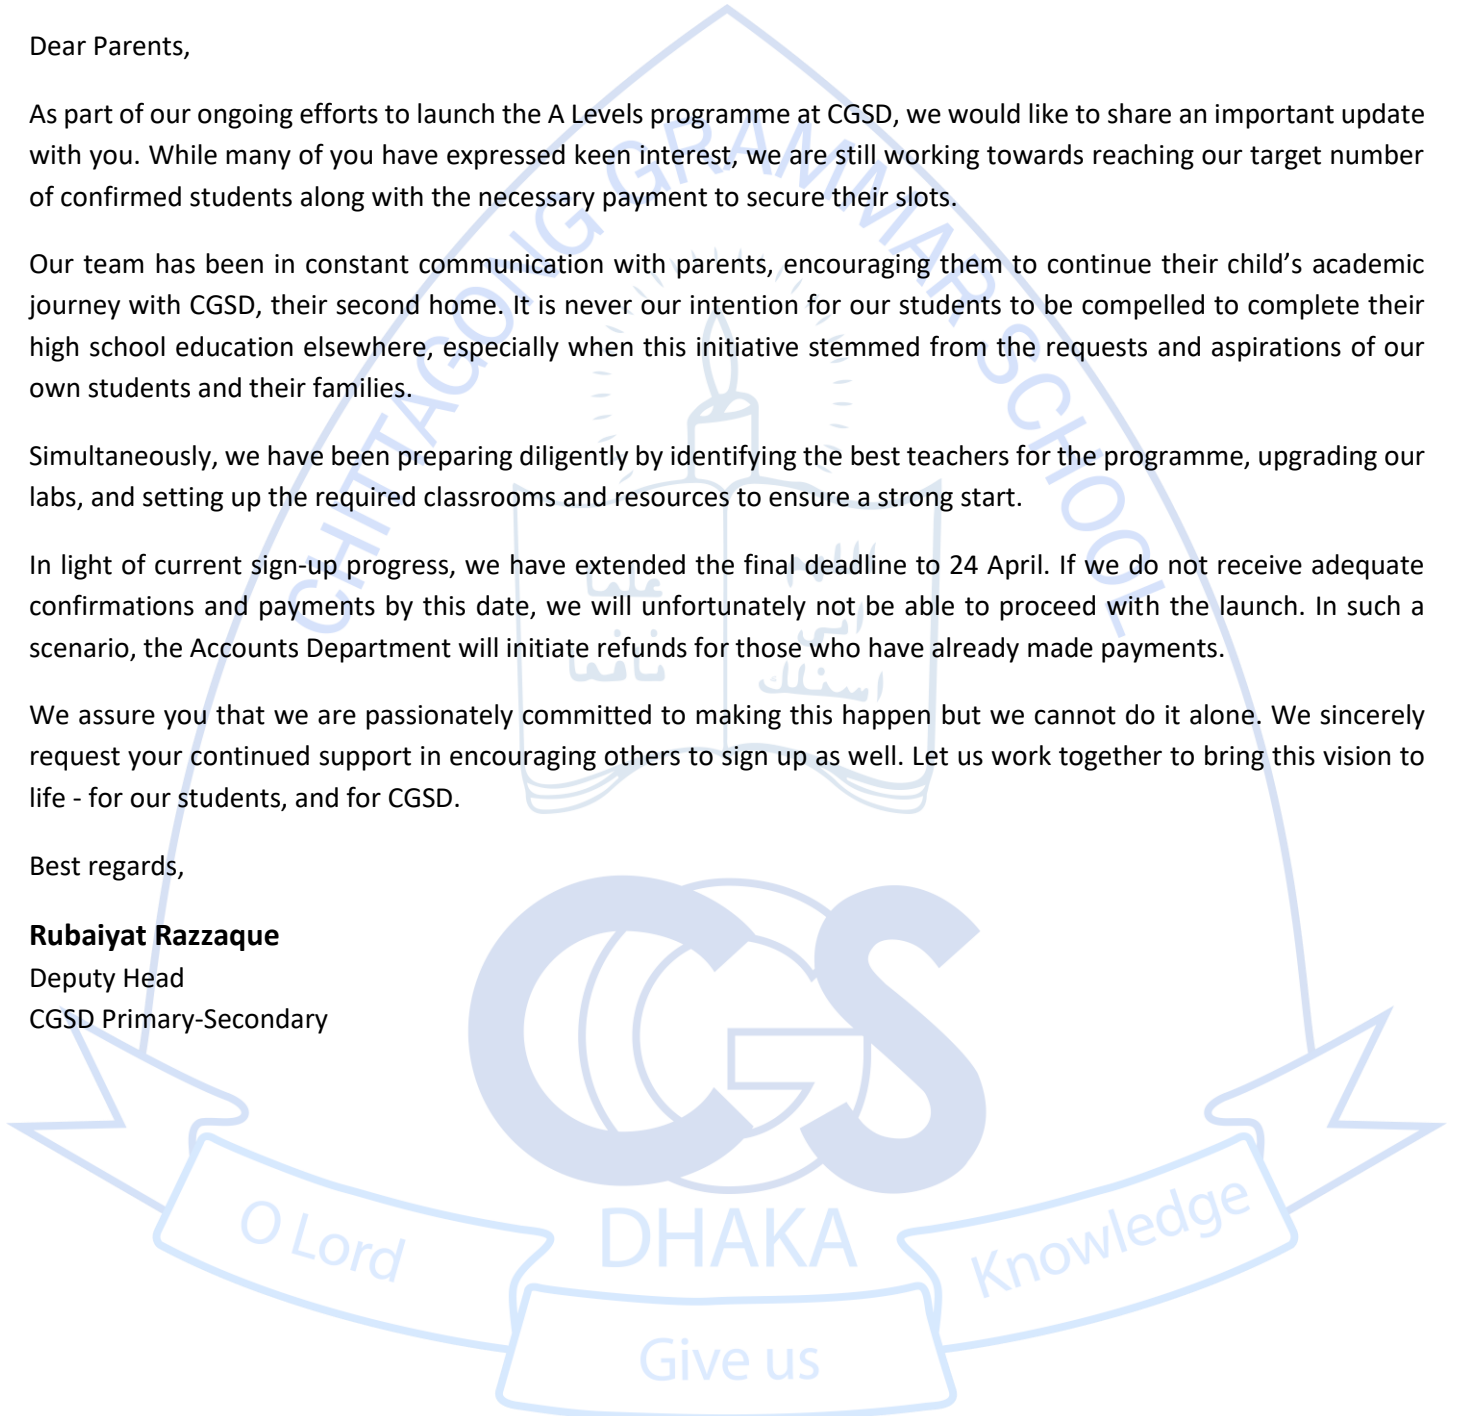 Dear Parents,
As part of our ongoing efforts to launch the A Levels programme at CGSD, we would like to share an important update
with you. While many of you have expressed keen interest, we are still working towards reaching our target number
of confirmed students along with the necessary payment to secure their slots.
Our team has been in constant communication with parents, encouraging them to continue their child’s academic
journey with CGSD, their second home. It is never our intention for our students to be compelled to complete their
high school education elsewhere, especially when this initiative stemmed from the requests and aspirations of our
own students and their families.
Simultaneously, we have been preparing diligently by identifying the best teachers for the programme, upgrading our
labs, and setting up the required classrooms and resources to ensure a strong start.
In light of current sign-up progress, we have extended the final deadline to 24 April. If we do not receive adequate
confirmations and payments by this date, we will unfortunately not be able to proceed with the launch. In such a
scenario, the Accounts Department will initiate refunds for those who have already made payments.
We assure you that we are passionately committed to making this happen but we cannot do it alone. We sincerely
request your continued support in encouraging others to sign up as well. Let us work together to bring this vision to
life - for our students, and for CGSD.
Best regards,
Rubaiyat Razzaque
Deputy Head
CGSD Primary-Secondary
CHITTAGONG GRAMMAR SCHOOL
اللهم
اني
اسئلك
علما
نافعا
CGS
DHAKA
O Lord
Give us
Knowledge